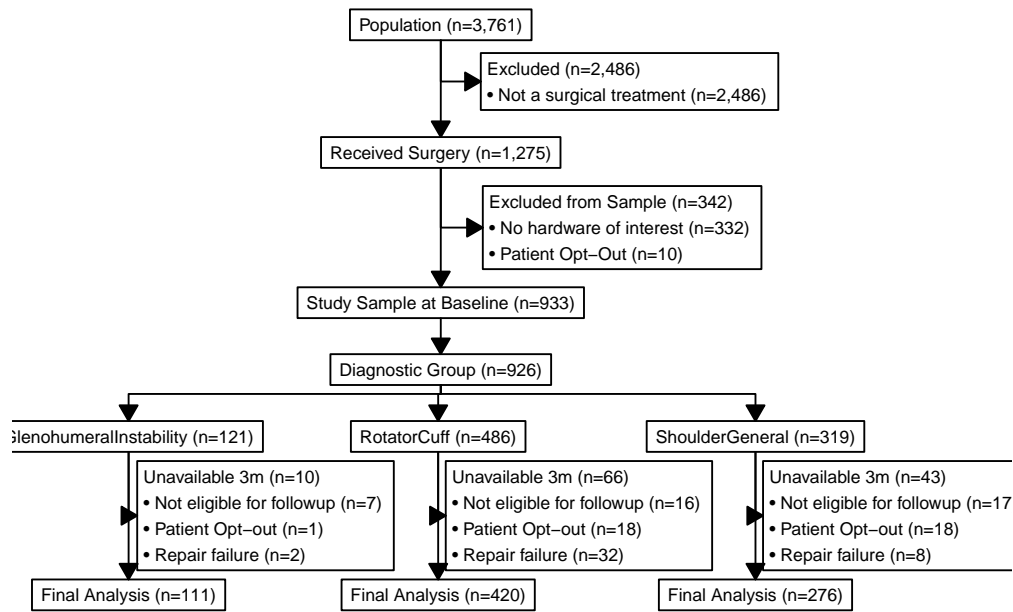 Population (n=3,761)
Excluded (n=2,486)
• Not a surgical treatment (n=2,486)
Received Surgery (n=1,275)
Excluded from Sample (n=342)
• No hardware of interest (n=332)
• Patient Opt−Out (n=10)
Study Sample at Baseline (n=933)
Diagnostic Group (n=926)
GlenohumeralInstability (n=121)
RotatorCuff (n=486)
ShoulderGeneral (n=319)
Unavailable 3m (n=10)
• Not eligible for followup (n=7)
• Patient Opt−out (n=1)
• Repair failure (n=2)
Unavailable 3m (n=66)
• Not eligible for followup (n=16)
• Patient Opt−out (n=18)
• Repair failure (n=32)
Unavailable 3m (n=43)
• Not eligible for followup (n=17
• Patient Opt−out (n=18)
• Repair failure (n=8)
Final Analysis (n=111)
Final Analysis (n=420)
Final Analysis (n=276)